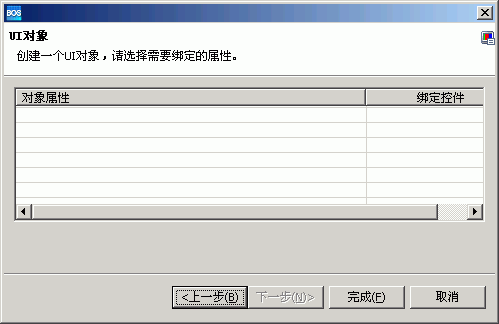 BOS
UI对象
创建一个UI对象，请选择需要绑定的属性。
对象属性 绑定控件
<上一步(B) 下一步(N)> 完成(F) 取消